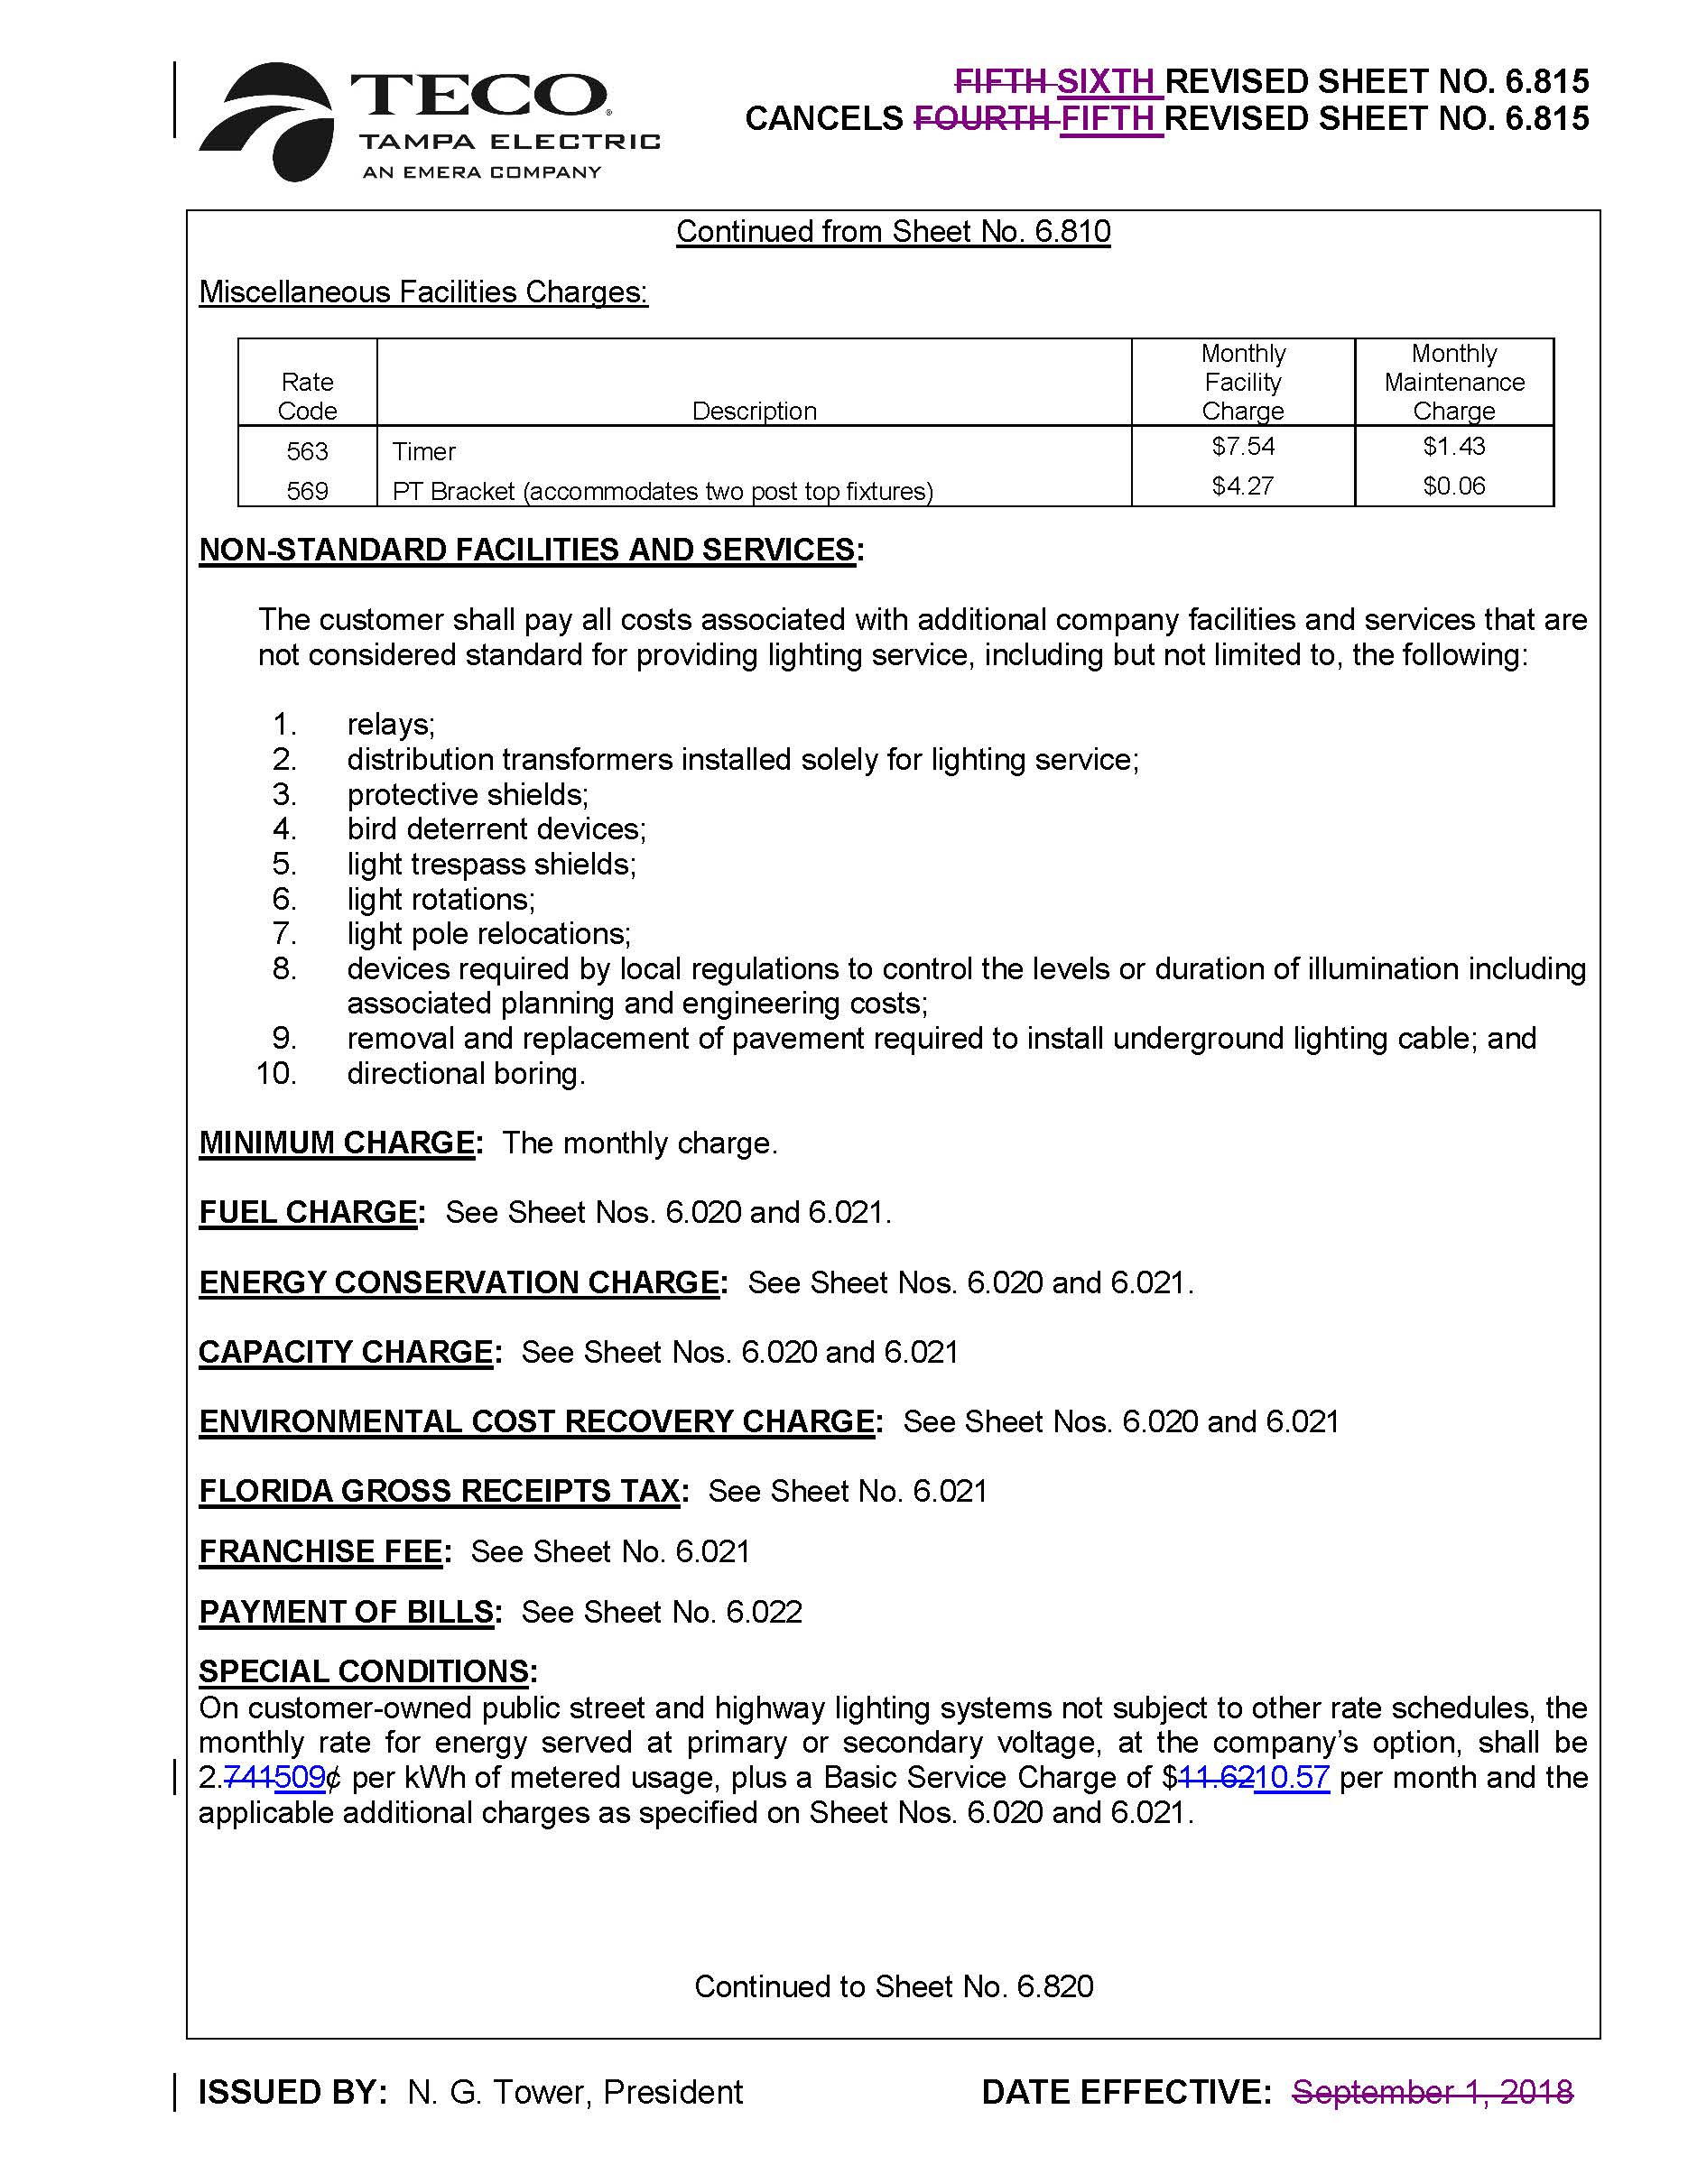 TECO®
TAMPA ELECTRIC
AN EMERA COMPANY
FIFTH SIXTH REVISED SHEET NO. 6.815
CANCELS FOURTH FIFTH REVISED SHEET NO. 6.815
Continued from Sheet No. 6.810
Miscellaneous Facilities Charges:
Rate Code Description Monthly Facility Charge Monthly Maintenance Charge
563 Timer $7.54 $1.43
569 PT Bracket (accommodates two post top fixtures) $4.27 $0.06
NON-STANDARD FACILITIES AND SERVICES:
The customer shall pay all costs associated with additional company facilities and services that are
not considered standard for providing lighting service, including but not limited to, the following:
1. relays;
2. distribution transformers installed solely for lighting service;
3. protective shields;
4. bird deterrent devices;
5. light trespass shields;
6. light rotations;
7. light pole relocations;
8. devices required by local regulations to control the levels or duration of illumination including
associated planning and engineering costs;
9. removal and replacement of pavement required to install underground lighting cable; and
10. directional boring.
MINIMUM CHARGE: The monthly charge.
FUEL CHARGE: See Sheet Nos. 6.020 and 6.021.
ENERGY CONSERVATION CHARGE: See Sheet Nos. 6.020 and 6.021.
CAPACITY CHARGE: See Sheet Nos. 6.020 and 6.021
ENVIRONMENTAL COST RECOVERY CHARGE: See Sheet Nos. 6.020 and 6.021
FLORIDA GROSS RECEIPTS TAX: See Sheet No. 6.021
FRANCHISE FEE: See Sheet No. 6.021
PAYMENT OF BILLS: See Sheet No. 6.022
SPECIAL CONDITIONS:
On customer-owned public street and highway lighting systems not subject to other rate schedules, the
monthly rate for energy served at primary or secondary voltage, at the company's option, shall be
2.741509¢ per kWh of metered usage, plus a Basic Service Charge of $11.6210.57 per month and the
applicable additional charges as specified on Sheet Nos. 6.020 and 6.021.
Continued to Sheet No. 6.820
ISSUED BY: N. G. Tower, President DATE EFFECTIVE: September 1, 2018